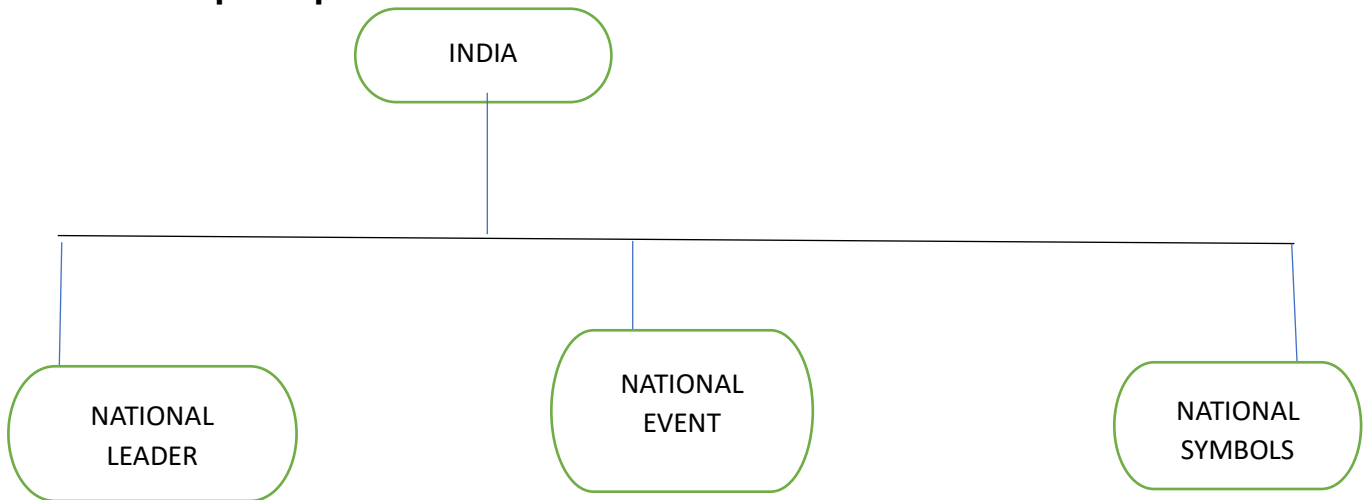 INDIA
NATIONAL
LEADER
NATIONAL
EVENT
NATIONAL
SYMBOLS